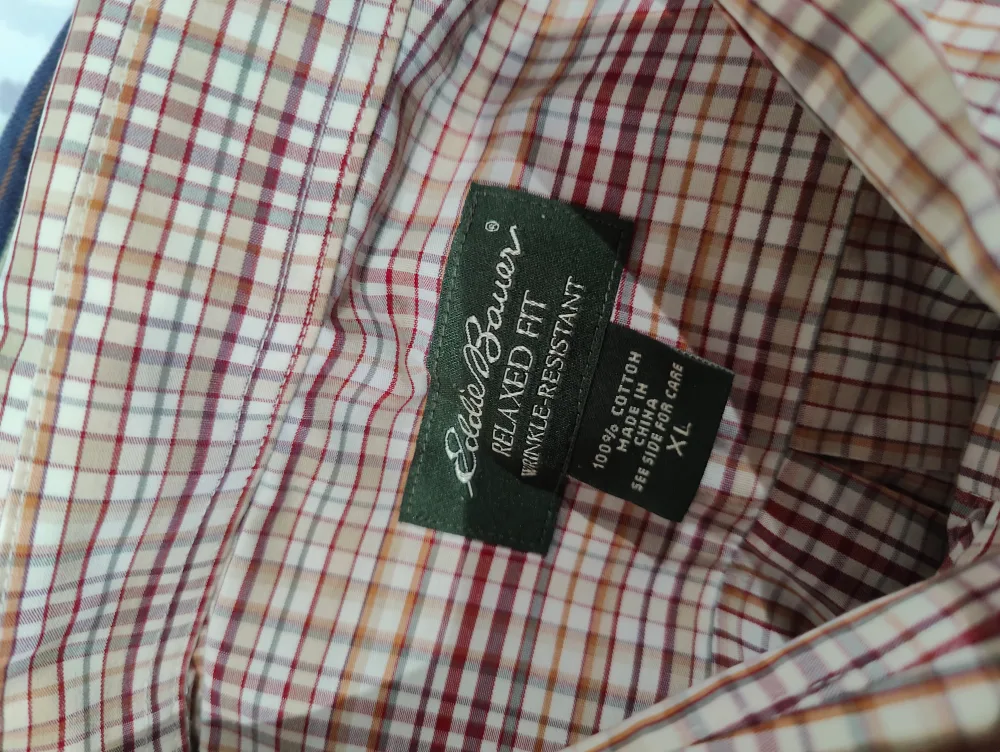 Eddie Bauer®
RELAXED FIT
WRINKLE-RESISTANT
100% COTTON
MADE IN
CHINA
SEE SIDE FOR CARE
XL